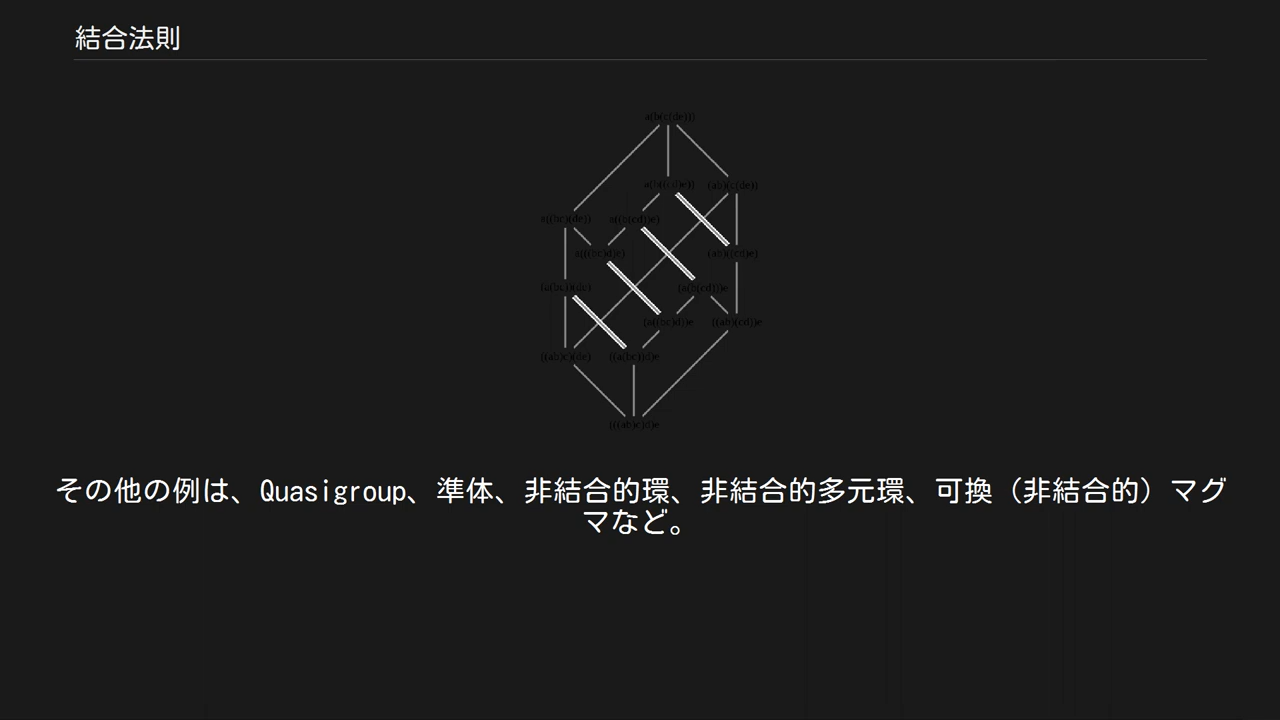 結合法則
a(b(c(de)))
a(b((cd)e))
(ab)(c(de))
a((bc)(de))
a((b(cd))e)
a(((bc)d)e)
(ab)((cd)e)
(a(bc))(de)
(a(b(cd)))e
(a((bc)d))e
((ab)(cd))e
((ab)c)(de)
((a(bc))d)e
(((ab)c)d)e
その他の例は、Quasigroup、準体、非結合的環、非結合的多元環、可換（非結合的）マグ
マなど。